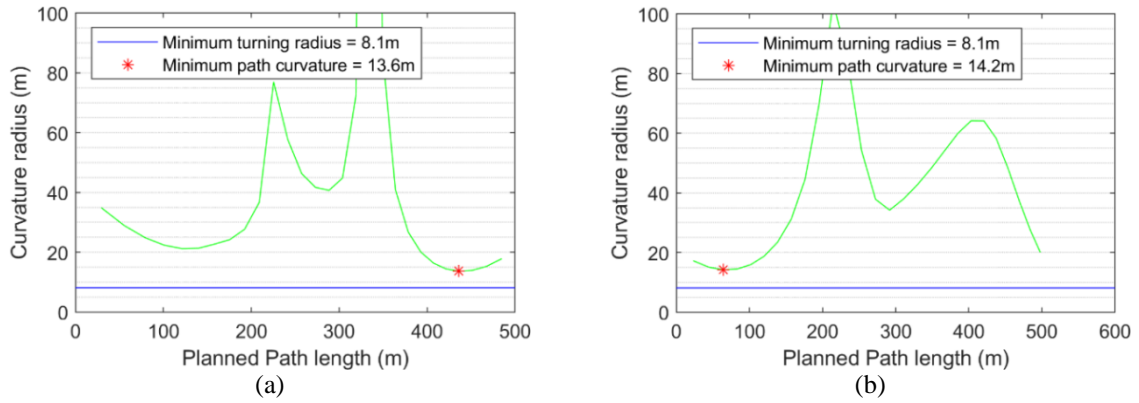 Minimum turning radius = 8.1m
Minimum path curvature = 13.6m
Curvature radius (m)
100
80
60
40
20
0
0 100 200 300 400 500
Planned Path length (m)
(a)
Minimum turning radius = 8.1m
Minimum path curvature = 14.2m
Curvature radius (m)
100
80
60
40
20
0
0 100 200 300 400 500 600
Planned Path length (m)
(b)